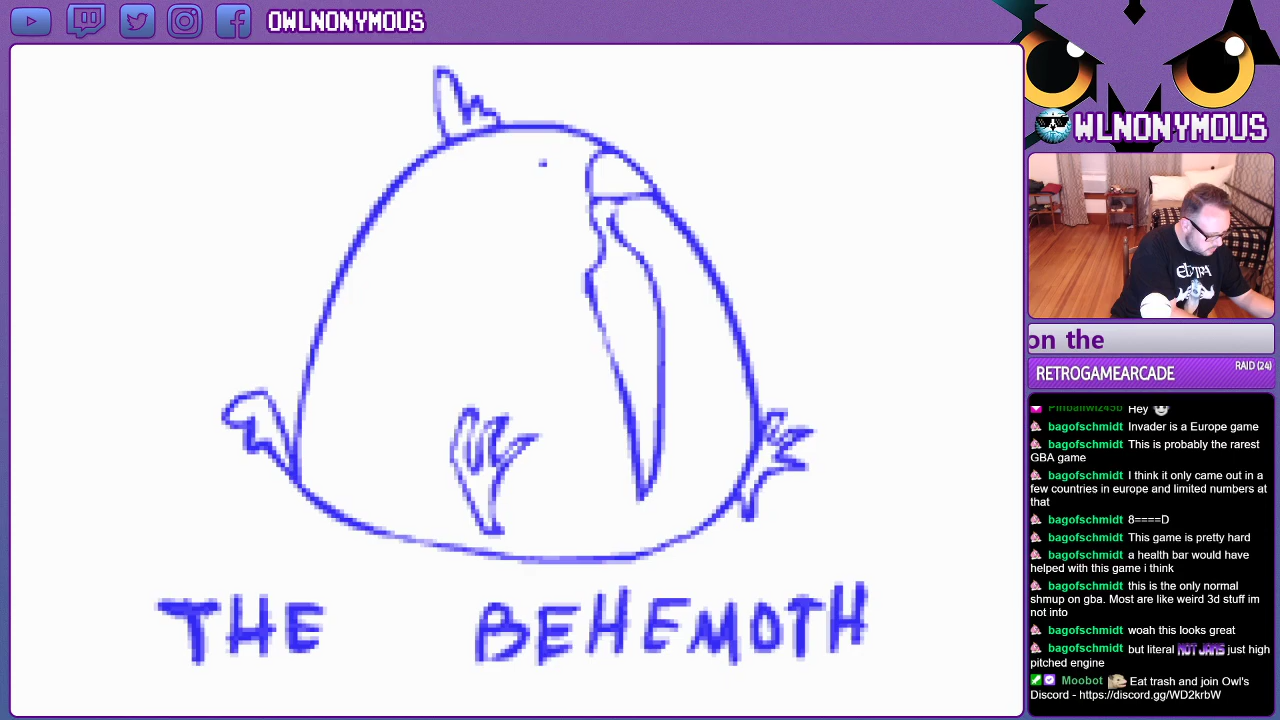 OWLNONYMOUS
WLNONYMOUS
THE BEHEMOTH
on the
RETROGAMEARCADE RAID (24)
Pinballwiz45b Hey
bagofschmidt Invader is a Europe game
bagofschmidt This is probably the rarest
GBA game
bagofschmidt I think it only came out in a
few countries in europe and limited numbers at
that
bagofschmidt 8====D
bagofschmidt This game is pretty hard
bagofschmidt a health bar would have
helped with this game i think
bagofschmidt this is the only normal
shmup on gba. Most are like weird 3d stuff im
not into
bagofschmidt woah this looks great
bagofschmidt but literal HOT JAMS just high
pitched engine
Moobot Eat trash and join Owl's
Discord - https://discord.gg/WD2krbW